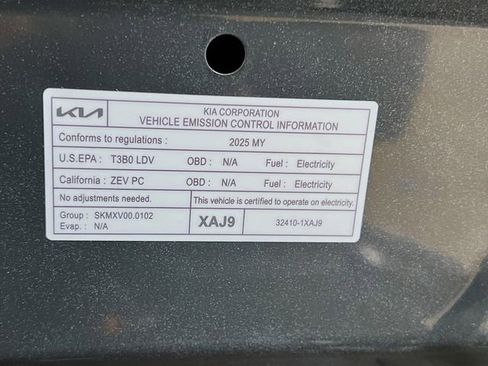 KIA
KIA CORPORATION
VEHICLE EMISSION CONTROL INFORMATION
Conforms to regulations : 2025 MY
U.S.EPA : T3B0 LDV OBD : N/A Fuel : Electricity
California : ZEV PC OBD : N/A Fuel : Electricity
No adjustments needed. This vehicle is certified to operate on electricity.
Group : SKMXV00.0102
Evap. : N/A
XAJ9
32410-1XAJ9